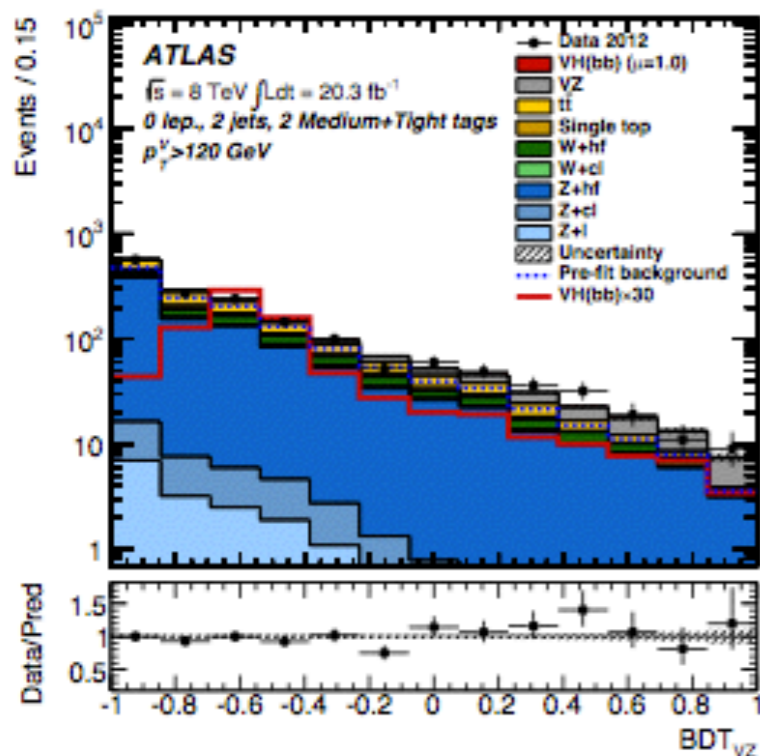 10⁵
10⁴
10³
10²
10
1
Events / 0.15
ATLAS
√s = 8 TeV ∫Ldt = 20.3 fb⁻¹
0 lep., 2 jets, 2 Medium+Tight tags
p_T^V>120 GeV
Data 2012
VH(bb) (μ=1.0)
VZ
tt̄
Single top
W+hf
W+cl
Z+hf
Z+cl
Z+l
Uncertainty
Pre-fit background
VH(bb)×30
Data/Pred
1.5
1
0.5
-1 -0.8 -0.6 -0.4 -0.2 0 0.2 0.4 0.6 0.8 1
BDT_VZ